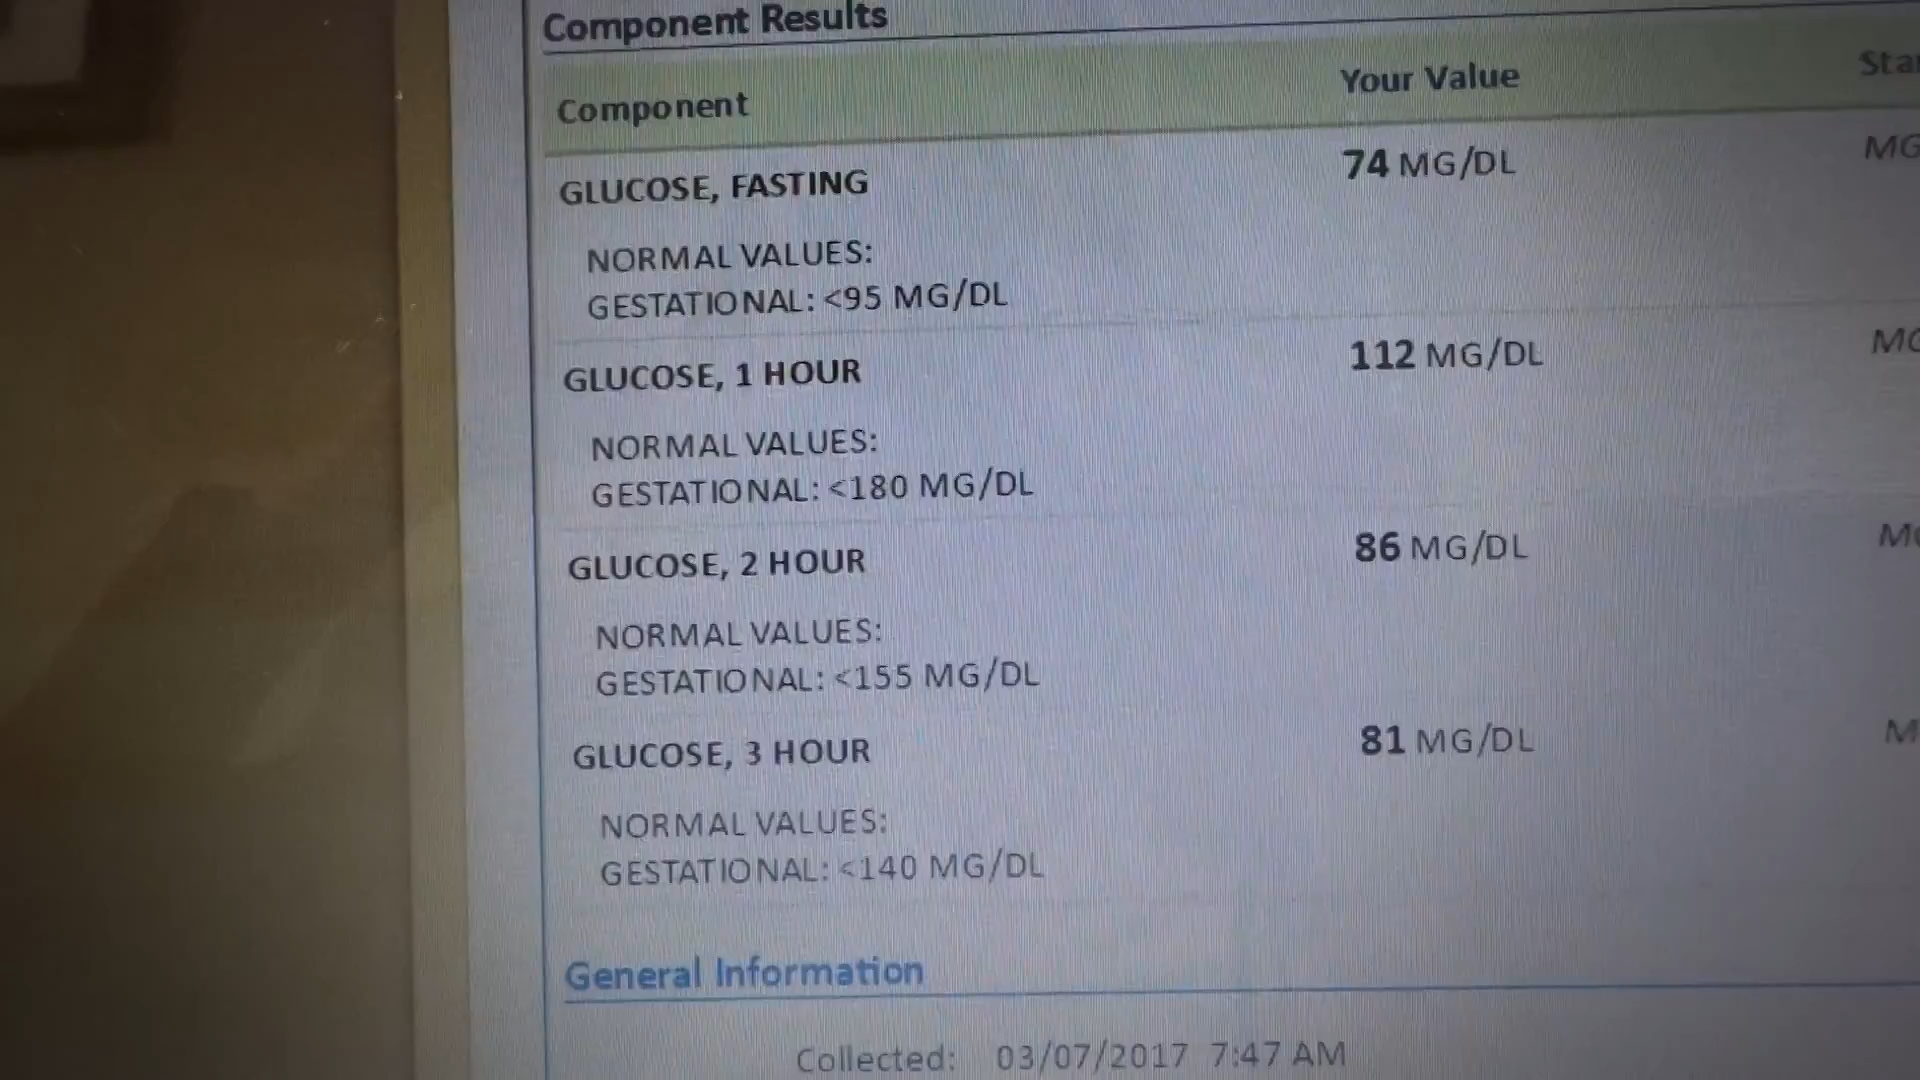 Component Results
Component Your Value
GLUCOSE, FASTING 74 MG/DL
NORMAL VALUES:
GESTATIONAL: <95 MG/DL
GLUCOSE, 1 HOUR 112 MG/DL
NORMAL VALUES:
GESTATIONAL: <180 MG/DL
GLUCOSE, 2 HOUR 86 MG/DL
NORMAL VALUES:
GESTATIONAL: <155 MG/DL
GLUCOSE, 3 HOUR 81 MG/DL
NORMAL VALUES:
GESTATIONAL: <140 MG/DL
General Information
Collected: 03/07/2017 7:47 AM